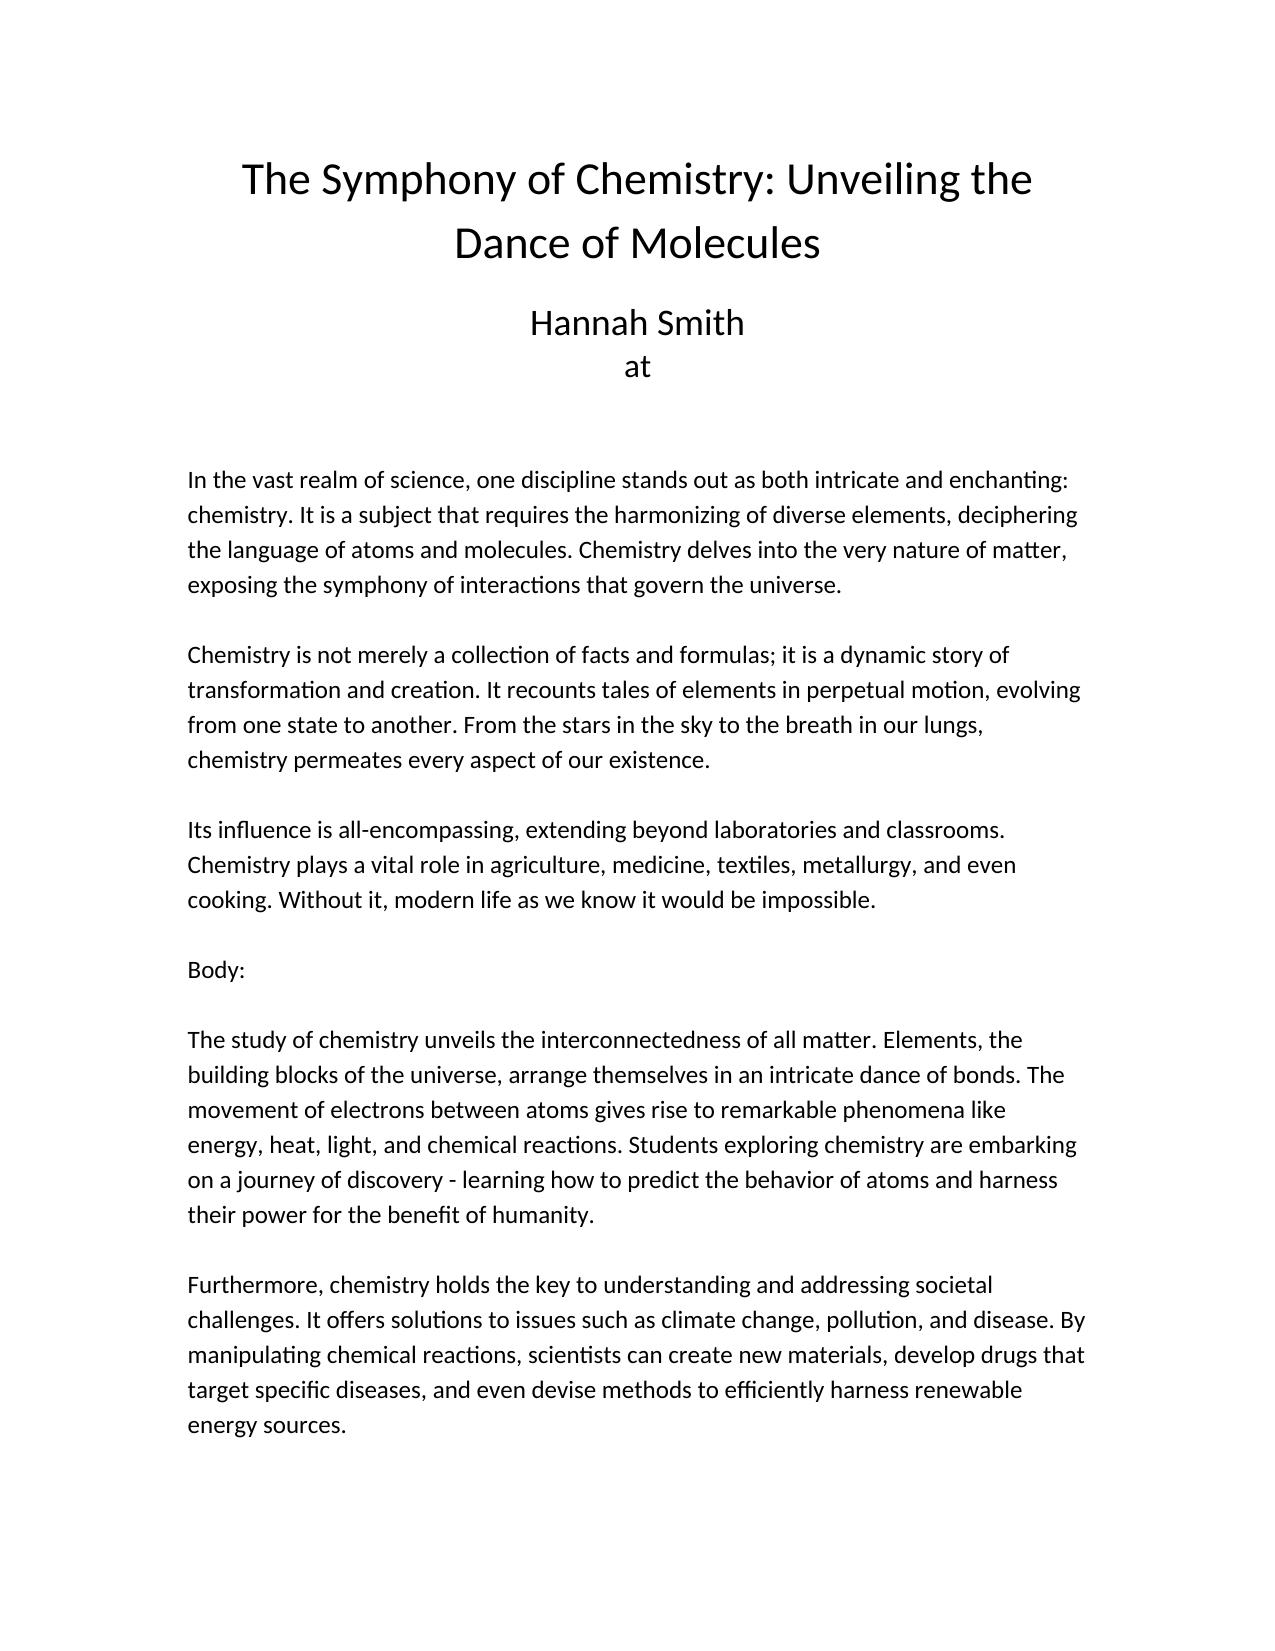 The Symphony of Chemistry: Unveiling the
Dance of Molecules
Hannah Smith
at
In the vast realm of science, one discipline stands out as both intricate and enchanting:
chemistry. It is a subject that requires the harmonizing of diverse elements, deciphering
the language of atoms and molecules. Chemistry delves into the very nature of matter,
exposing the symphony of interactions that govern the universe.
Chemistry is not merely a collection of facts and formulas; it is a dynamic story of
transformation and creation. It recounts tales of elements in perpetual motion, evolving
from one state to another. From the stars in the sky to the breath in our lungs,
chemistry permeates every aspect of our existence.
Its influence is all-encompassing, extending beyond laboratories and classrooms.
Chemistry plays a vital role in agriculture, medicine, textiles, metallurgy, and even
cooking. Without it, modern life as we know it would be impossible.
Body:
The study of chemistry unveils the interconnectedness of all matter. Elements, the
building blocks of the universe, arrange themselves in an intricate dance of bonds. The
movement of electrons between atoms gives rise to remarkable phenomena like
energy, heat, light, and chemical reactions. Students exploring chemistry are embarking
on a journey of discovery - learning how to predict the behavior of atoms and harness
their power for the benefit of humanity.
Furthermore, chemistry holds the key to understanding and addressing societal
challenges. It offers solutions to issues such as climate change, pollution, and disease. By
manipulating chemical reactions, scientists can create new materials, develop drugs that
target specific diseases, and even devise methods to efficiently harness renewable
energy sources.